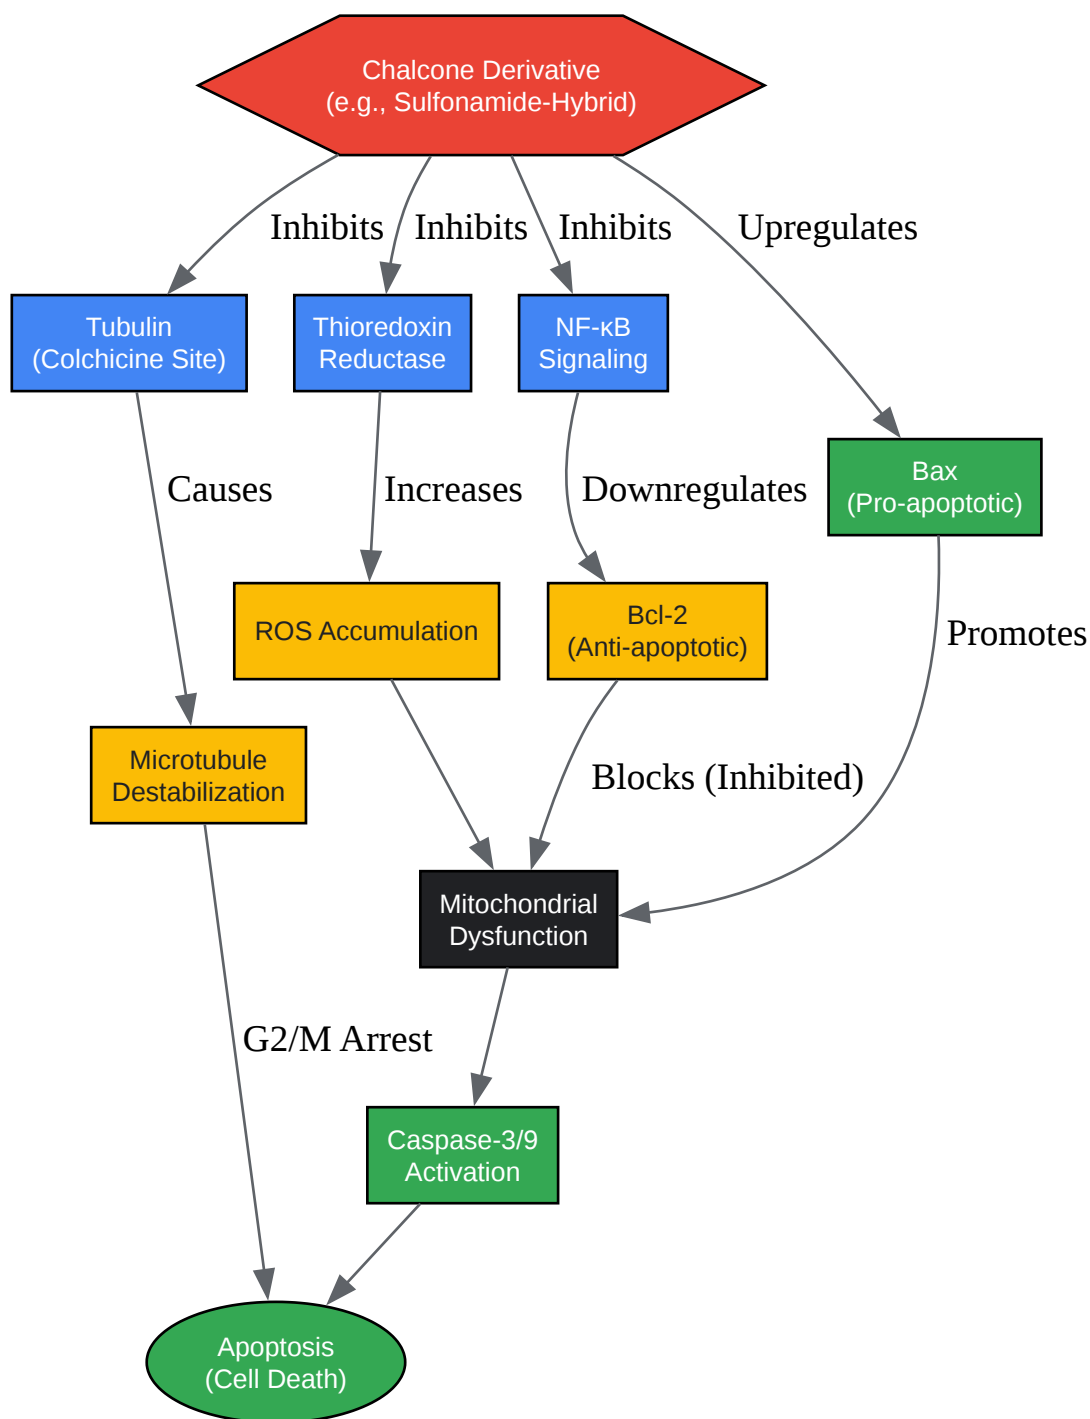 Chalcone Derivative
(e.g., Sulfonamide-Hybrid)
Inhibits
Inhibits
Inhibits
Upregulates
Tubulin
(Colchicine Site)
Thioredoxin
Reductase
NF-κB
Signaling
Bax
(Pro-apoptotic)
Causes
Increases
Downregulates
ROS Accumulation
Bcl-2
(Anti-apoptotic)
Promotes
Microtubule
Destabilization
Blocks (Inhibited)
Mitochondrial
Dysfunction
G2/M Arrest
Caspase-3/9
Activation
Apoptosis
(Cell Death)